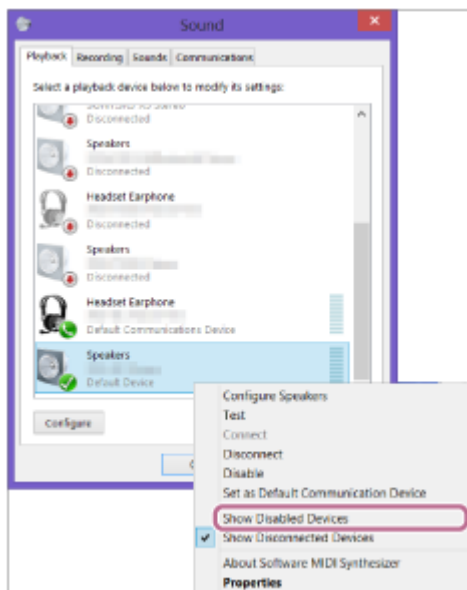 Sound
Playback Recording Sounds Communications
Select a playback device below to modify its settings:
Disconnected
Speakers
Disconnected
Headset Earphone
Disconnected
Speakers
Disconnected
Headset Earphone
Default Communications Device
Speakers
Default Device
Configure
Configure Speakers
Test
Connect
Disconnect
Disable
Set as Default Communication Device
Show Disabled Devices
Show Disconnected Devices
About Software MIDI Synthesizer
Properties